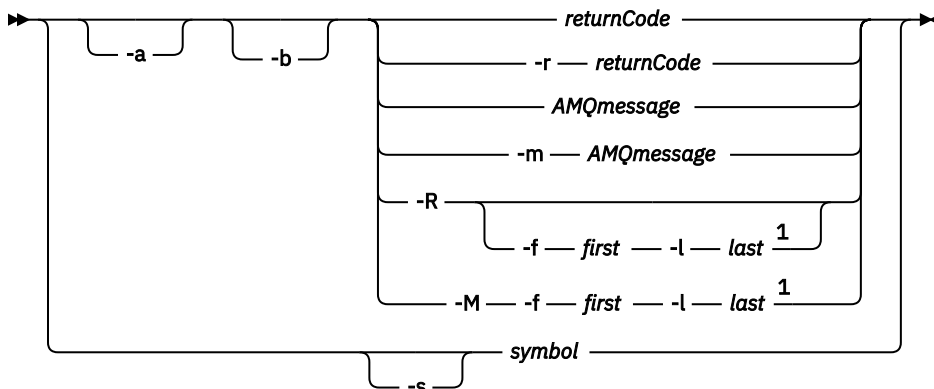 returnCode
-a -b
-r returnCode
AMQmessage
-m AMQmessage
-R
-f first -l last 1
-M -f first -l last 1
symbol
-s